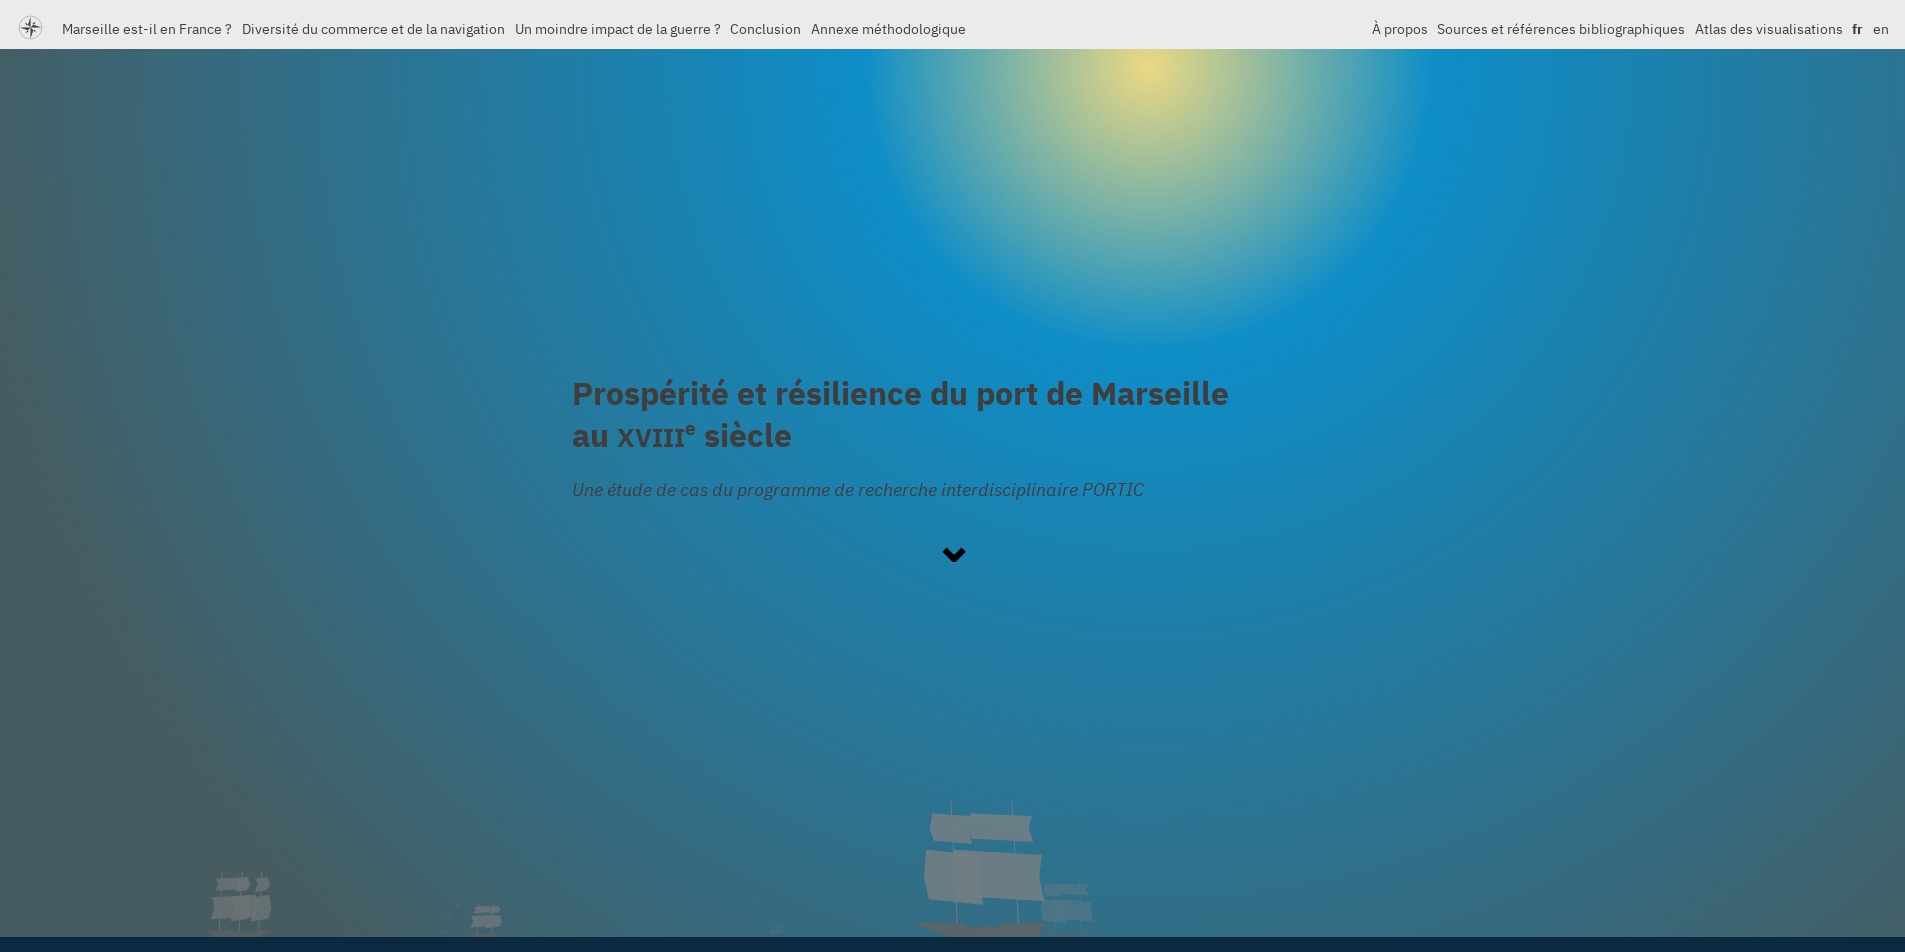 Marseille est-il en France ? Diversité du commerce et de la navigation Un moindre impact de la guerre ? Conclusion Annexe méthodologique À propos Sources et références bibliographiques Atlas des visualisations fr en
Prospérité et résilience du port de Marseille
au XVIIIe siècle
Une étude de cas du programme de recherche interdisciplinaire PORTIC